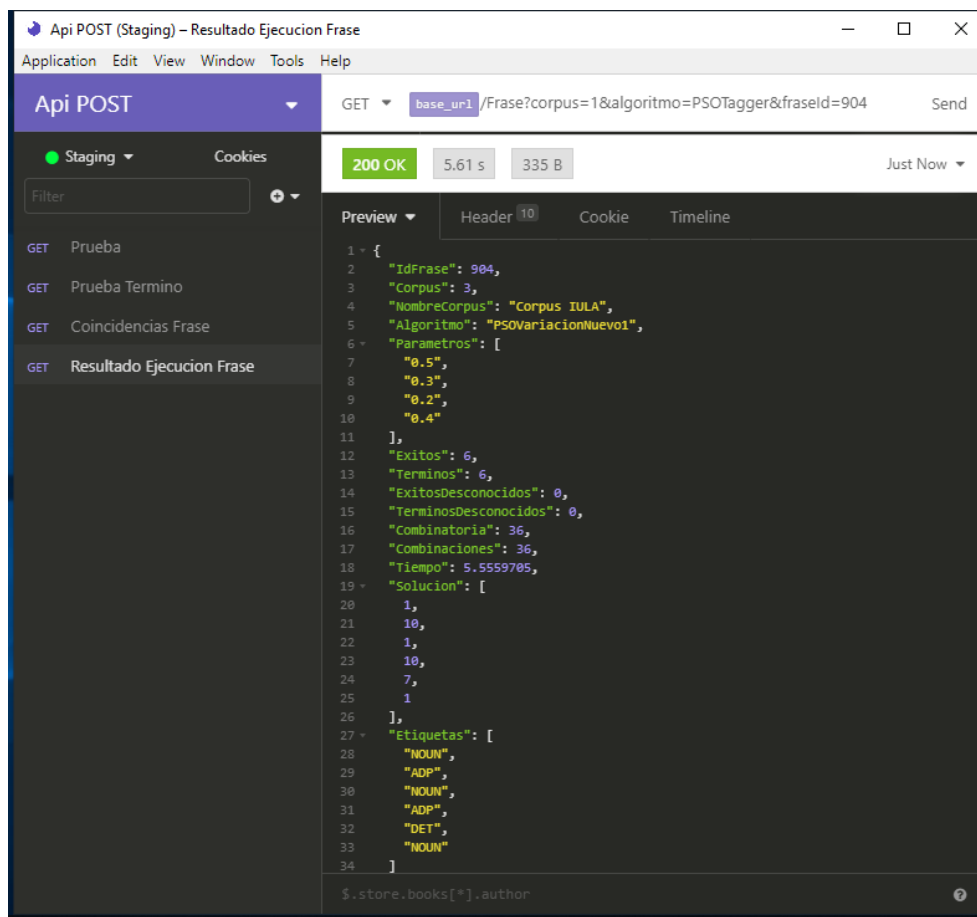 Api POST (Staging) – Resultado Ejecucion Frase
Application Edit View Window Tools Help
Api POST
GET base_url /Frase?corpus=1&algoritmo=PSOTagger&fraseId=904 Send
Staging Cookies
200 OK 5.61 s 335 B Just Now
Filter
Preview Header 10 Cookie Timeline
GET Prueba
GET Prueba Termino
GET Coincidencias Frase
GET Resultado Ejecucion Frase
1 {
2 "IdFrase": 904,
3 "Corpus": 3,
4 "NombreCorpus": "Corpus IULA",
5 "Algoritmo": "PSOVariacionNuevo1",
6 "Parametros": [
7 "0.5",
8 "0.3",
9 "0.2",
10 "0.4"
11 ],
12 "Exitos": 6,
13 "Terminos": 6,
14 "ExitosDesconocidos": 0,
15 "TerminosDesconocidos": 0,
16 "Combinatoria": 36,
17 "Combinaciones": 36,
18 "Tiempo": 5.5559705,
19 "Solucion": [
20 1,
21 10,
22 1,
23 10,
24 7,
25 1
26 ],
27 "Etiquetas": [
28 "NOUN",
29 "ADP",
30 "NOUN",
31 "ADP",
32 "DET",
33 "NOUN"
34 ]
$.store.books[*].author